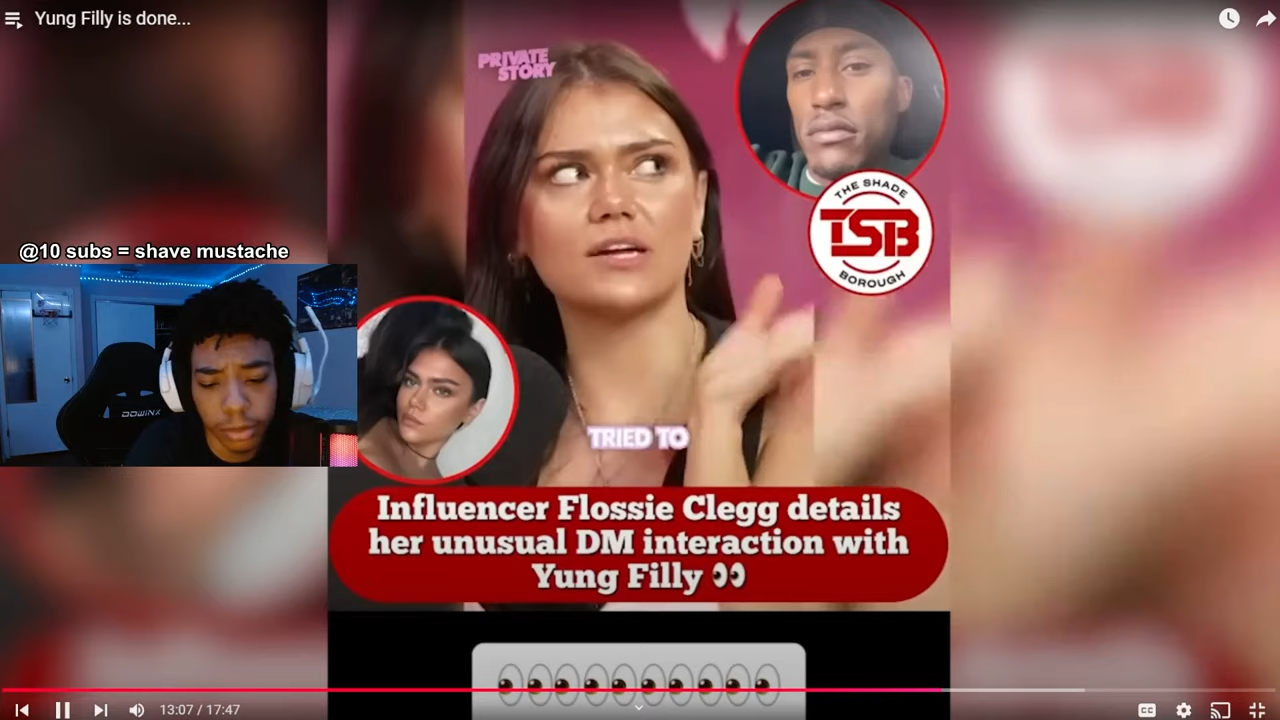 Yung Filly is done...
PRIVATE
STORY
THE SHADE
TSB
BOROUGH
@10 subs = shave mustache
DOWINX
TRIED TO
Influencer Flossie Clegg details
her unusual DM interaction with
Yung Filly 👀
👀👀👀👀👀
13:07 / 17:47
CC